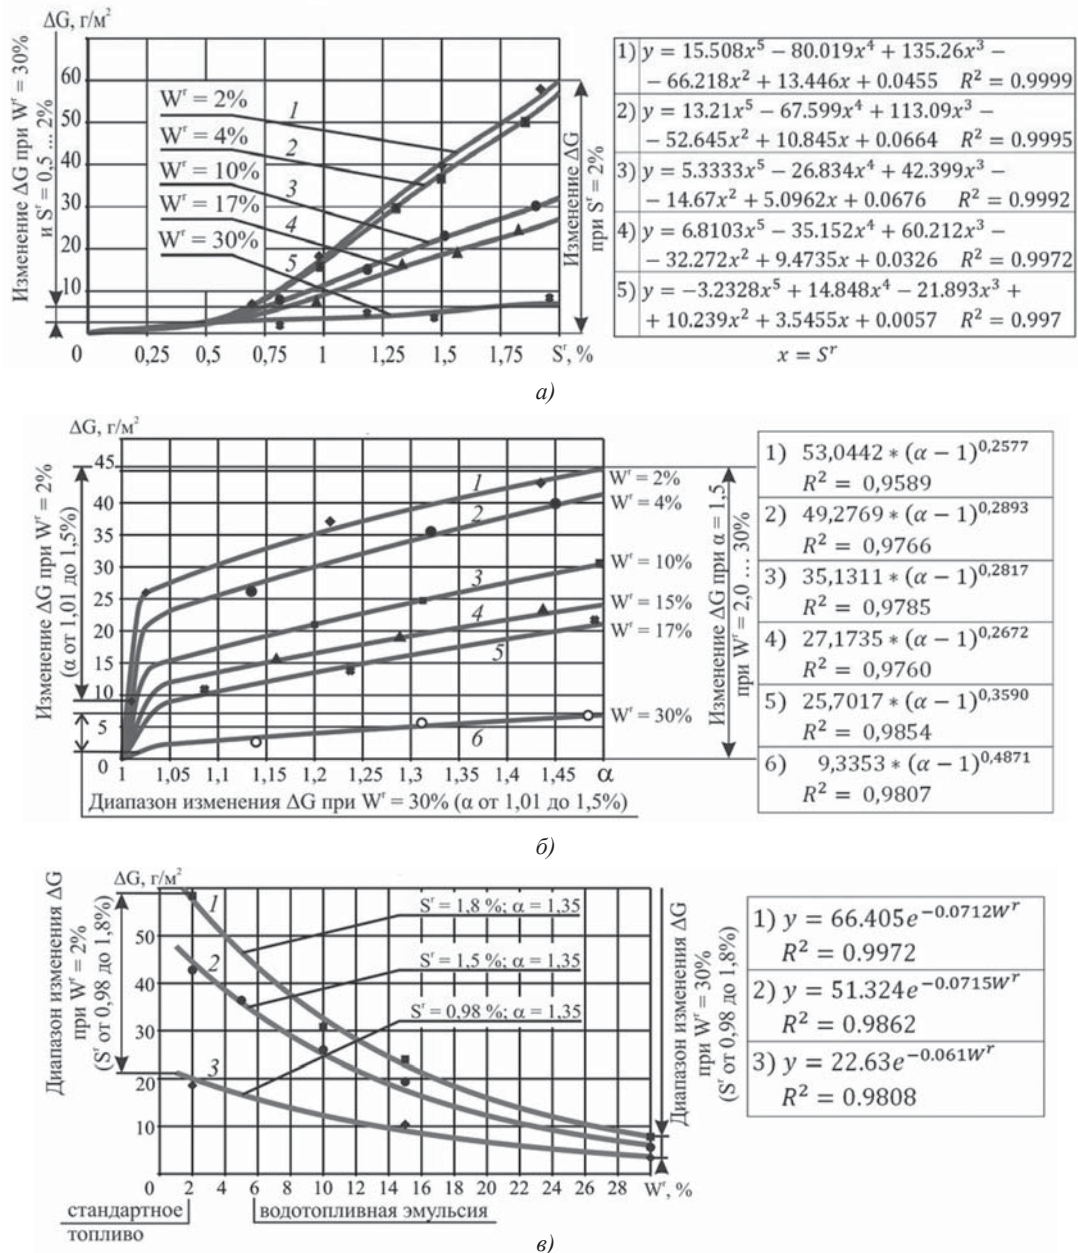 ΔG, г/м²
Изменение ΔG при Wʳ = 30%
и Sʳ = 0,5 ... 2%
60
50
40
30
20
10
Wʳ = 2%
Wʳ = 4%
Wʳ = 10%
Wʳ = 17%
Wʳ = 30%
1
2
3
4
5
0 0,25 0,5 0,75 1 1,25 1,5 1,75 Sʳ, %
Изменение ΔG
при Sʳ = 2%
1) y = 15.508x⁵ − 80.019x⁴ + 135.26x³ −
− 66.218x² + 13.446x + 0.0455 R² = 0.9999
2) y = 13.21x⁵ − 67.599x⁴ + 113.09x³ −
− 52.645x² + 10.845x + 0.0664 R² = 0.9995
3) y = 5.3333x⁵ − 26.834x⁴ + 42.399x³ −
− 14.67x² + 5.0962x + 0.0676 R² = 0.9992
4) y = 6.8103x⁵ − 35.152x⁴ + 60.212x³ −
− 32.272x² + 9.4735x + 0.0326 R² = 0.9972
5) y = −3.2328x⁵ + 14.848x⁴ − 21.893x³ +
+ 10.239x² + 3.5455x + 0.0057 R² = 0.997
x = Sʳ
а)
ΔG, г/м²
Изменение ΔG при Wʳ = 2%
(α от 1,01 до 1,5%)
45
40
35
30
25
20
15
10
5
0
1
2
3
4
5
6
Wʳ = 2%
Wʳ = 4%
Wʳ = 10%
Wʳ = 15%
Wʳ = 17%
Wʳ = 30%
1 1,05 1,1 1,15 1,2 1,25 1,3 1,35 1,4 1,45 α
Диапазон изменения ΔG при Wʳ = 30% (α от 1,01 до 1,5%)
Изменение ΔG при α = 1,5
при Wʳ = 2,0 ... 30%
1) 53,0442 * (α − 1)^0,2577
R² = 0,9589
2) 49,2769 * (α − 1)^0,2893
R² = 0,9766
3) 35,1311 * (α − 1)^0,2817
R² = 0,9785
4) 27,1735 * (α − 1)^0,2672
R² = 0,9760
5) 25,7017 * (α − 1)^0,3590
R² = 0,9854
6) 9,3353 * (α − 1)^0,4871
R² = 0,9807
б)
Диапазон изменения ΔG
при Wʳ = 2%
(Sʳ от 0,98 до 1,8%)
ΔG, г/м²
50
40
30
20
10
1
2
3
Sʳ = 1,8 %; α = 1,35
Sʳ = 1,5 %; α = 1,35
Sʳ = 0,98 %; α = 1,35
0 2 4 6 8 10 12 14 16 18 20 22 24 26 28 Wʳ, %
стандартное
топливо
водотопливная эмульсия
Диапазон изменения ΔG
при Wʳ = 30%
(Sʳ от 0,98 до 1,8%)
1) y = 66.405e^−0.0712Wʳ
R² = 0.9972
2) y = 51.324e^−0.0715Wʳ
R² = 0.9862
3) y = 22.63e^−0.061Wʳ
R² = 0.9808
в)